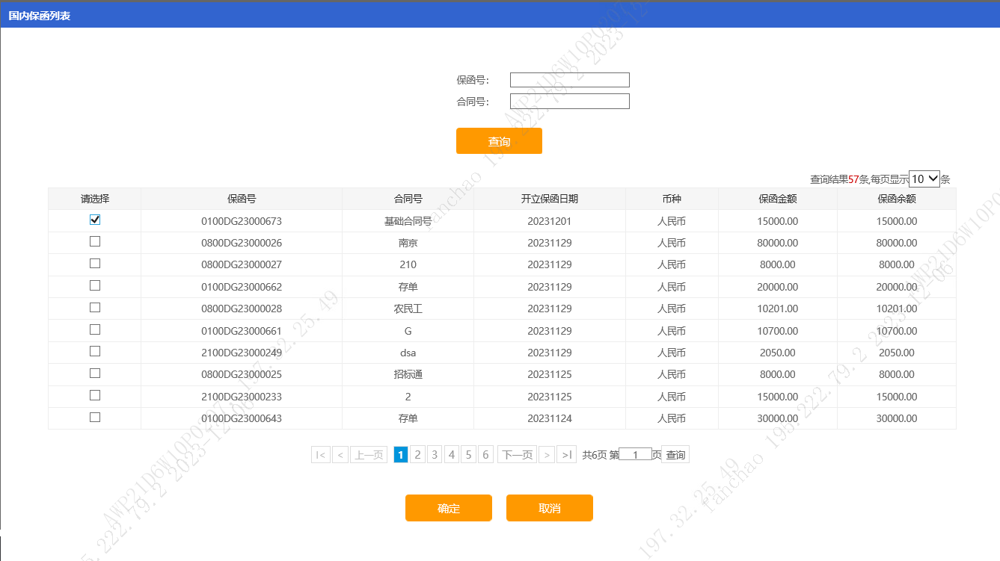 国内保函列表
保函号：
合同号：
查询
查询结果57条,每页显示 10 条
请选择 保函号 合同号 开立保函日期 币种 保函金额 保函余额
0100DG23000673 基础合同号 20231201 人民币 15000.00 15000.00
0800DG23000026 南京 20231129 人民币 80000.00 80000.00
0800DG23000027 210 20231129 人民币 8000.00 8000.00
0100DG23000662 存单 20231129 人民币 20000.00 20000.00
0800DG23000028 农民工 20231129 人民币 10201.00 10201.00
0100DG23000661 G 20231129 人民币 10700.00 10700.00
2100DG23000249 dsa 20231129 人民币 2050.00 2050.00
0800DG23000025 招标通 20231125 人民币 8000.00 8000.00
2100DG23000233 2 20231125 人民币 15000.00 15000.00
0100DG23000643 存单 20231124 人民币 30000.00 30000.00
|< < 上一页 1 2 3 4 5 6 下一页 > >| 共6页 第 1 页 查询
确定 取消
197.32.25.49